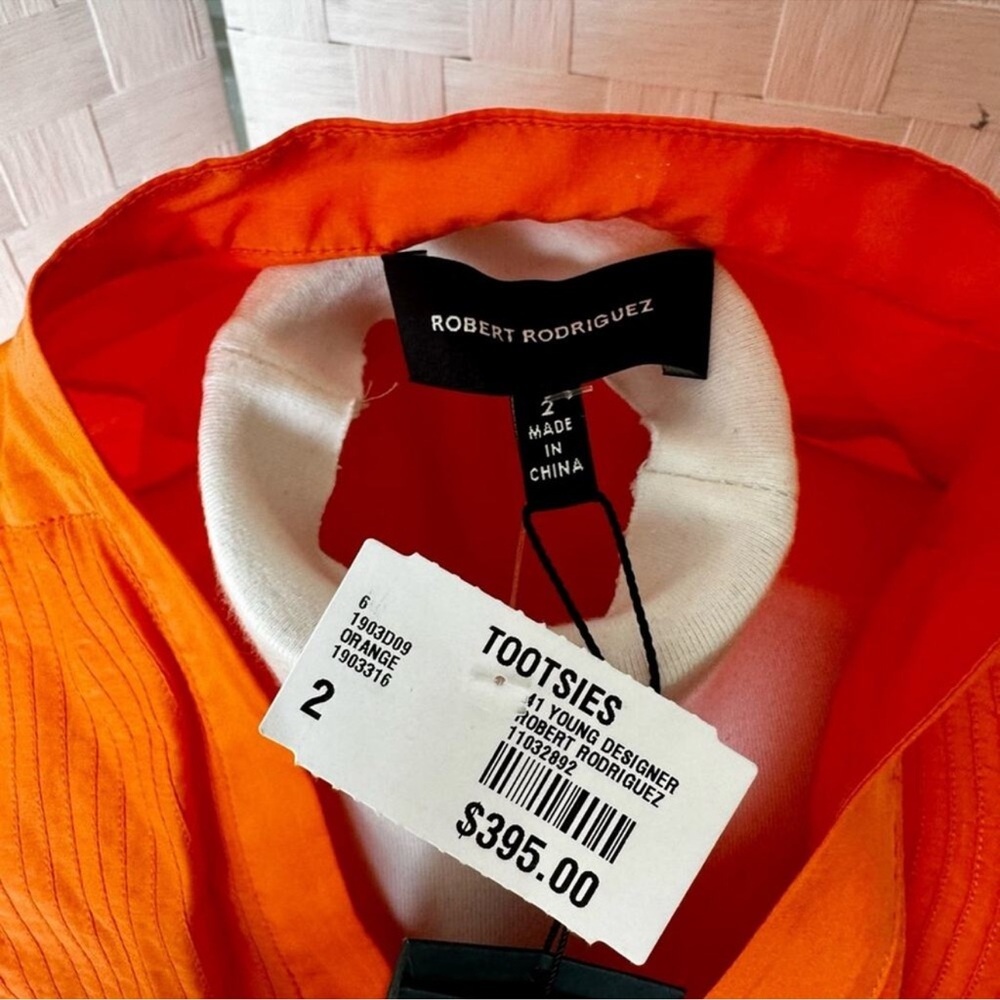 ROBERT RODRIGUEZ
2
MADE
IN
CHINA
6
1903D09
ORANGE
1903316
2
TOOTSIES
41 YOUNG DESIGNER
ROBERT RODRIGUEZ
11032892
$395.00